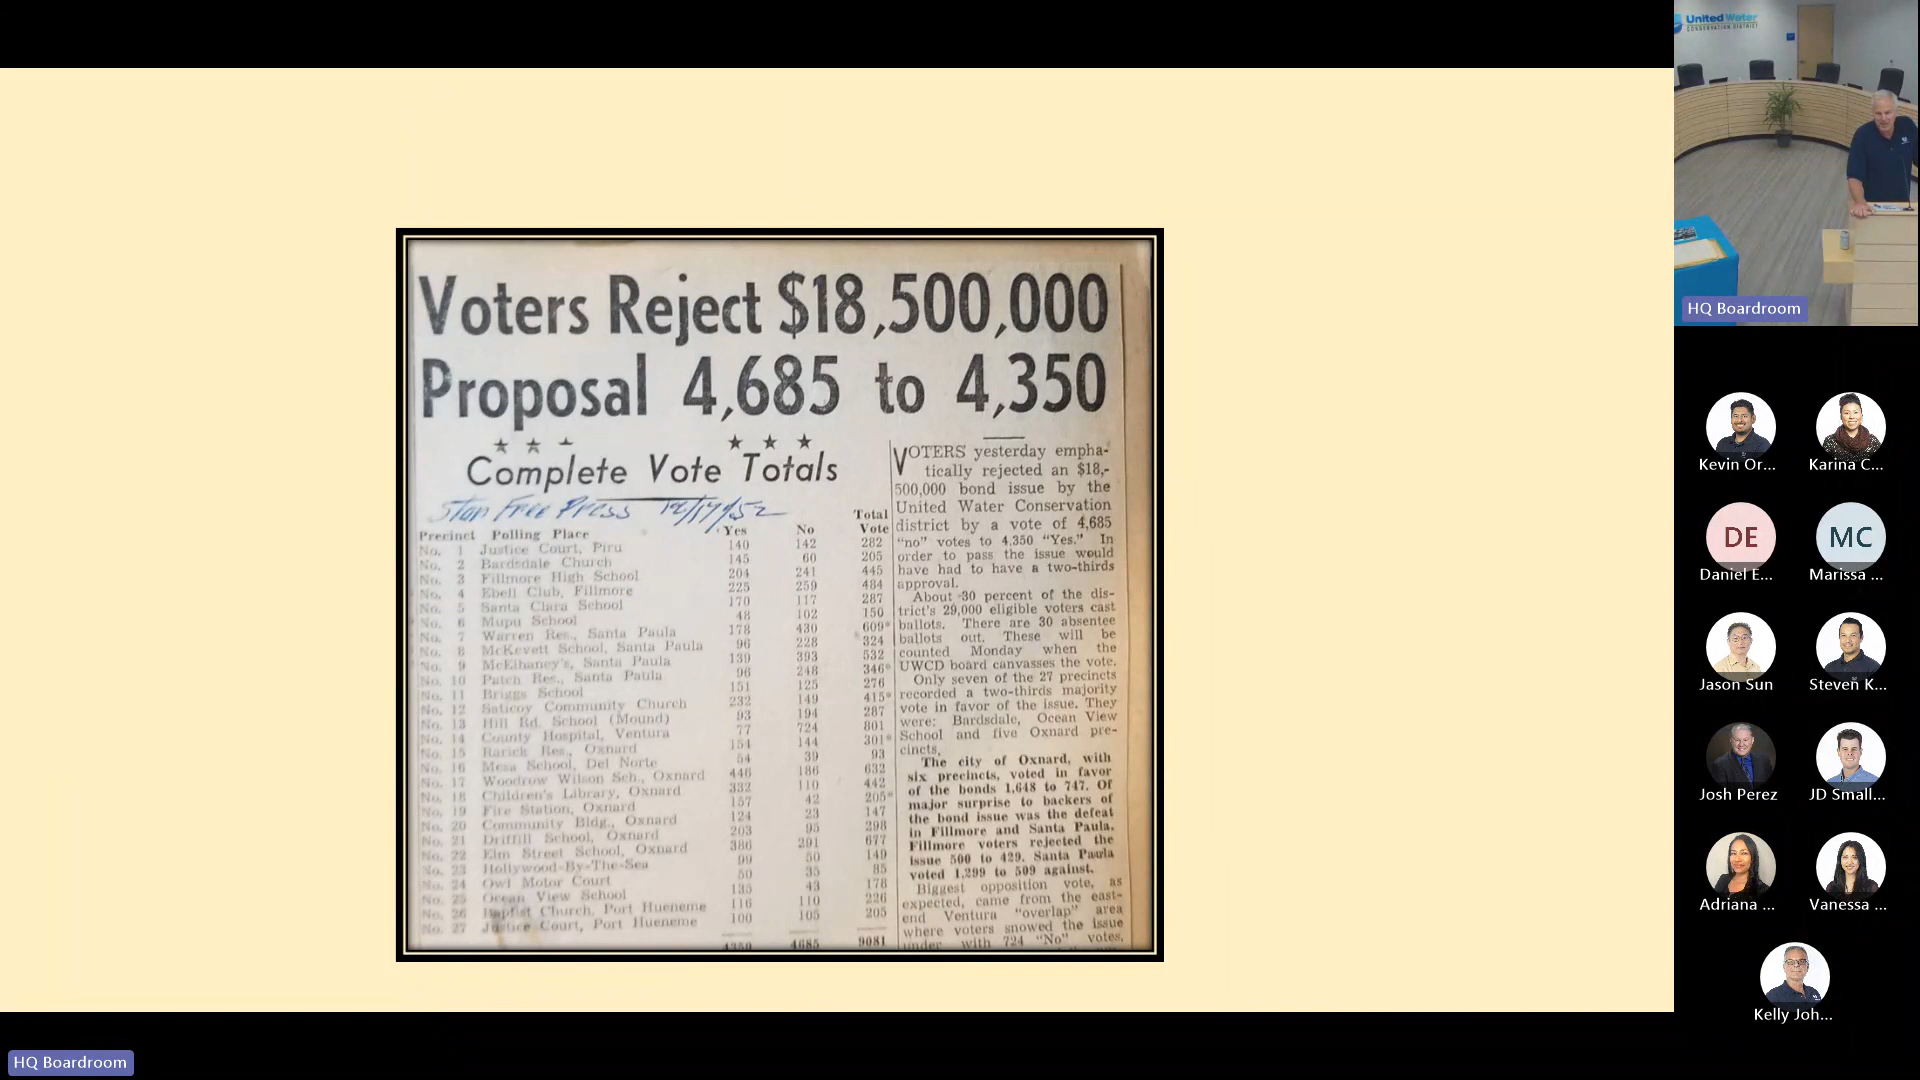 Voters Reject $18,500,000
Proposal 4,685 to 4,350
Complete Vote Totals
Star Free Press 12/17/52
Precinct Polling Place Yes No Total Vote
No. 1 Justice Court, Piru 140 142 282
No. 2 Bardsdale Church 145 60 205
No. 3 Fillmore High School 204 241 445
No. 4 Ebell Club, Fillmore 225 259 484
No. 5 Santa Clara School 170 117 287
No. 6 Mupu School 48 102 150
No. 7 Warren Res., Santa Paula 178 430 609*
No. 8 McKevett School, Santa Paula 96 228 324
No. 9 McElhaney's, Santa Paula 139 393 532
No. 10 Patch Res., Santa Paula 96 248 346*
No. 11 Briggs School 151 125 276
No. 12 Saticoy Community Church 232 149 415*
No. 13 Hill Rd. School (Mound) 93 194 287
No. 14 County Hospital, Ventura 77 724 801
No. 15 Rarick Res., Oxnard 154 144 301*
No. 16 Mesa School, Del Norte 54 39 93
No. 17 Woodrow Wilson Sch., Oxnard 446 186 632
No. 18 Children's Library, Oxnard 332 110 442
No. 19 Fire Station, Oxnard 157 42 205*
No. 20 Community Bldg., Oxnard 124 23 147
No. 21 Driffill School, Oxnard 203 95 298
No. 22 Elm Street School, Oxnard 386 291 677
No. 23 Hollywood-By-The-Sea 99 50 149
No. 24 Owl Motor Court 50 35 85
No. 25 Ocean View School 135 43 178
No. 26 Baptist Church, Port Hueneme 116 110 226
No. 27 Justice Court, Port Hueneme 100 105 205
4350 4685 9081
VOTERS yesterday empha-
tically rejected an $18,-
500,000 bond issue by the
United Water Conservation
district by a vote of 4,685
"no" votes to 4,350 "Yes." In
order to pass the issue would
have had to have a two-thirds
approval.
About 30 percent of the dis-
trict's 29,000 eligible voters cast
ballots. There are 30 absentee
ballots out. These will be
counted Monday when the
UWCD board canvasses the vote.
Only seven of the 27 precincts
recorded a two-thirds majority
vote in favor of the issue. They
were: Bardsdale, Ocean View
School and five Oxnard pre-
cincts.
The city of Oxnard, with
six precincts, voted in favor
of the bonds 1,648 to 747. Of
major surprise to backers of
the bond issue was the defeat
in Fillmore and Santa Paula.
Fillmore voters rejected the
issue 500 to 429. Santa Paula
voted 1,299 to 509 against.
Biggest opposition vote, as
expected, came from the east-
end Ventura "overlap" area
where voters snowed the issue
under with 724 "No" votes,
United Water
CONSERVATION DISTRICT
HQ Boardroom
Kevin Or...
Karina C...
DE
Daniel E...
MC
Marissa ...
Jason Sun
Steven K...
Josh Perez
JD Small...
Adriana ...
Vanessa ...
Kelly Joh...
HQ Boardroom